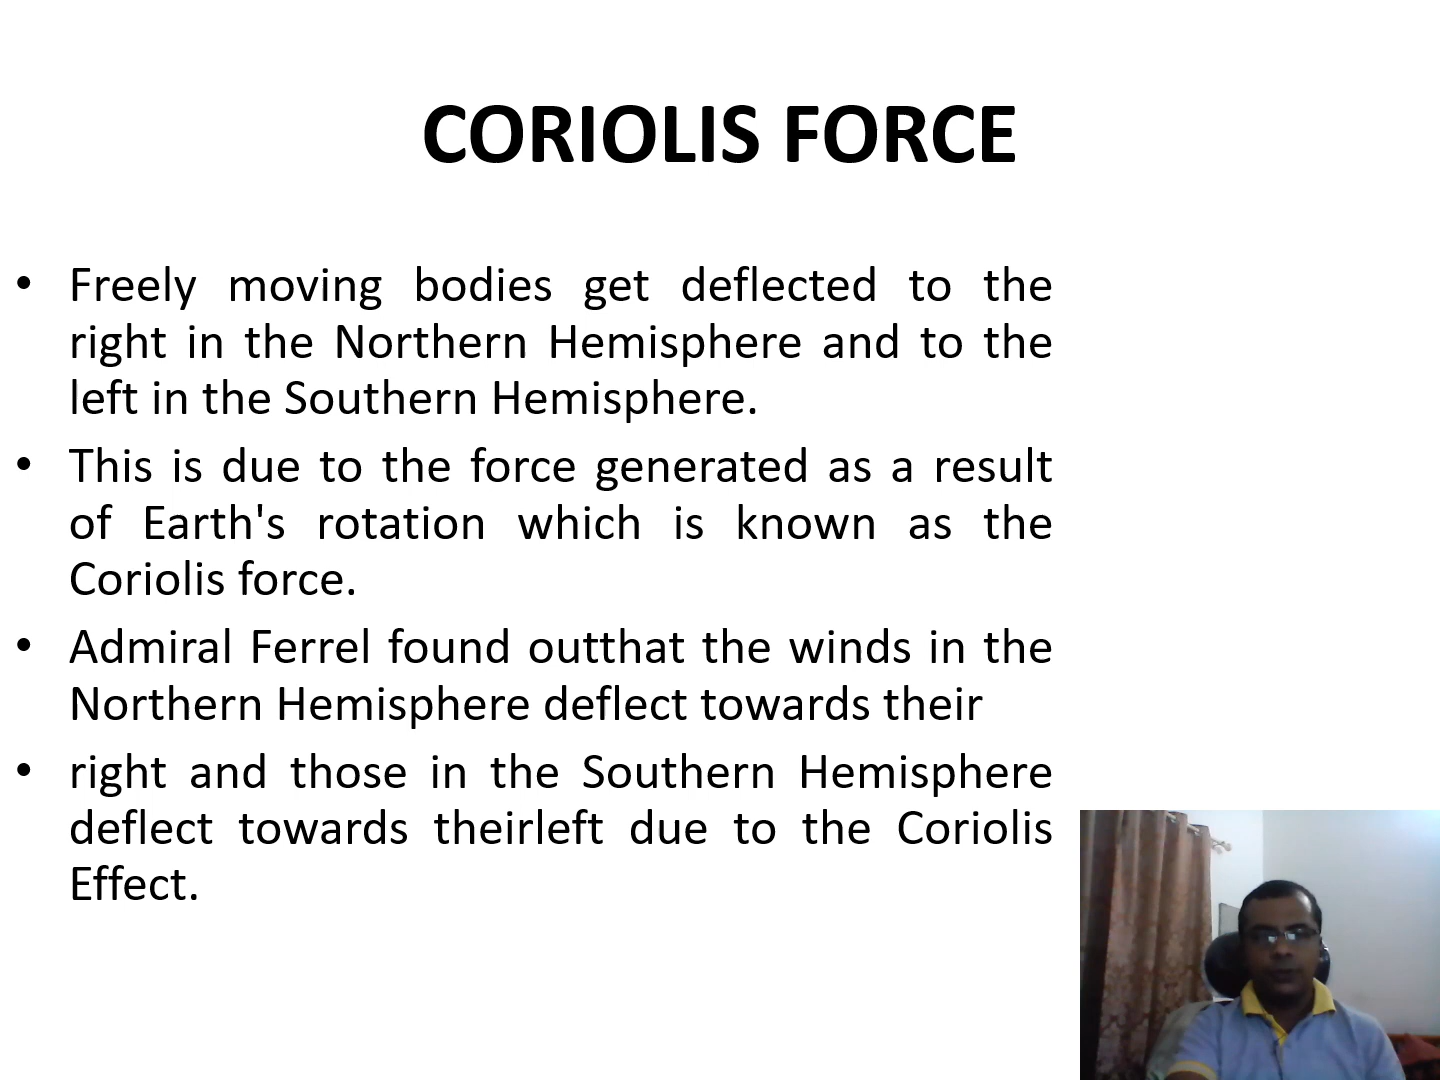 CORIOLIS FORCE
• Freely moving bodies get deflected to the
right in the Northern Hemisphere and to the
left in the Southern Hemisphere.
• This is due to the force generated as a result
of Earth's rotation which is known as the
Coriolis force.
• Admiral Ferrel found outthat the winds in the
Northern Hemisphere deflect towards their
• right and those in the Southern Hemisphere
deflect towards theirleft due to the Coriolis
Effect.